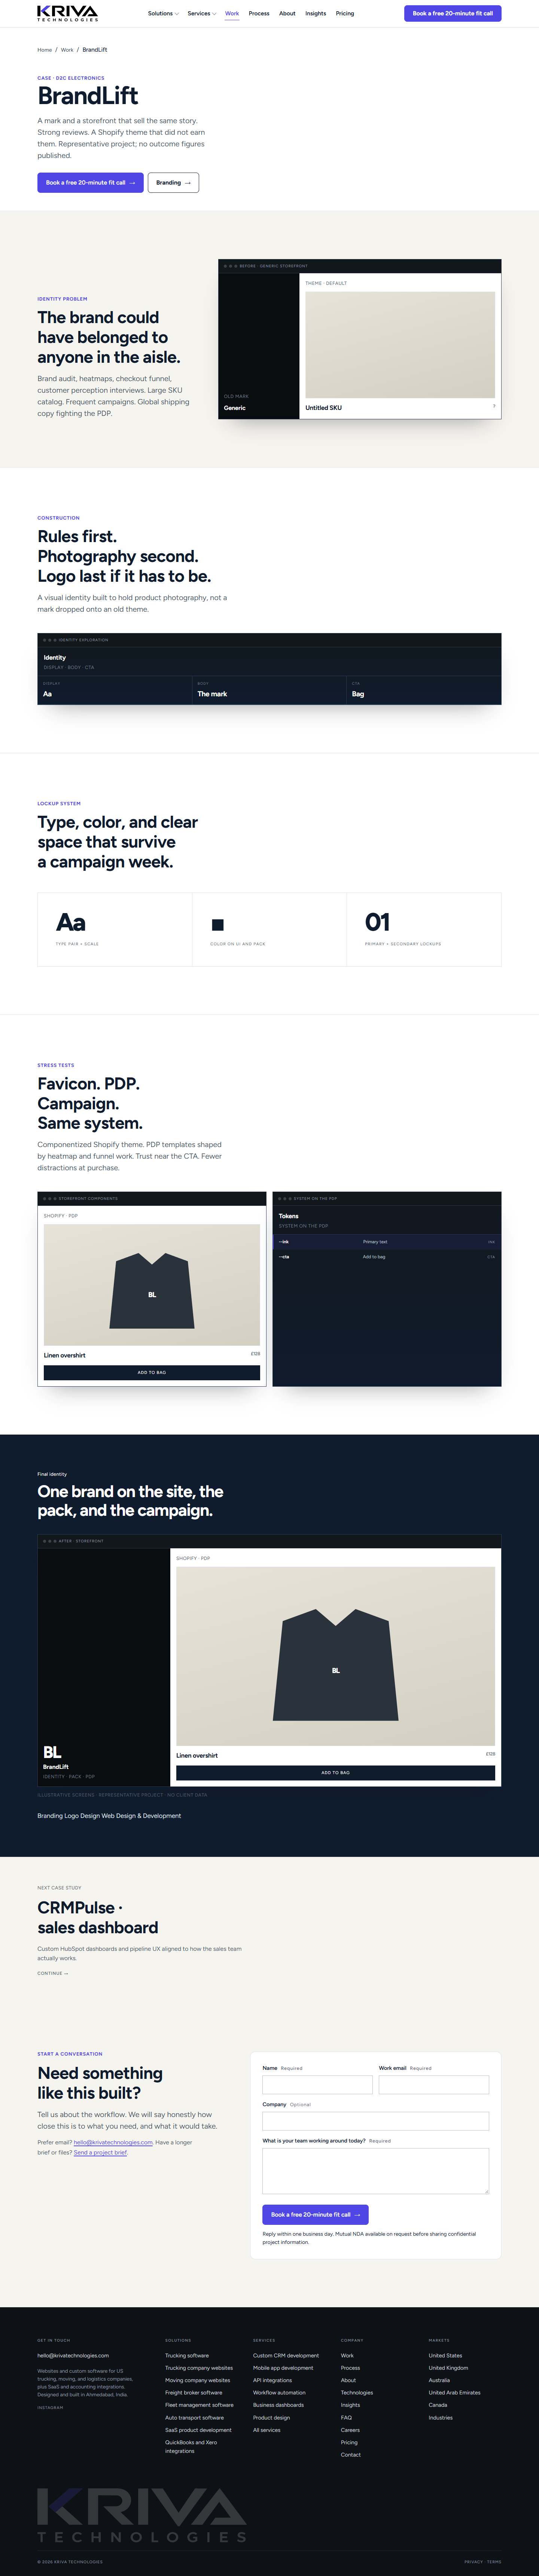 KRIVA
TECHNOLOGIES
Solutions
Services
Work
Process
About
Insights
Pricing
Book a free 20-minute fit call
Home / Work / BrandLift
CASE · D2C ELECTRONICS
BrandLift
A mark and a storefront that sell the same story.
Strong reviews. A Shopify theme that did not earn
them. Representative project; no outcome figures
published.
Book a free 20-minute fit call →
Branding →
IDENTITY PROBLEM
The brand could
have belonged to
anyone in the aisle.
Brand audit, heatmaps, checkout funnel,
customer perception interviews. Large SKU
catalog. Frequent campaigns. Global shipping
copy fighting the PDP.
BEFORE · GENERIC STOREFRONT
OLD MARK
Generic
THEME · DEFAULT
Untitled SKU
CONSTRUCTION
Rules first.
Photography second.
Logo last if it has to be.
A visual identity built to hold product photography, not a
mark dropped onto an old theme.
IDENTITY EXPLORATION
Identity
DISPLAY · BODY · CTA
DISPLAY
Aa
BODY
The mark
CTA
Bag
LOCKUP SYSTEM
Type, color, and clear
space that survive
a campaign week.
Aa
TYPE PAIR + SCALE
■
COLOR ON UI AND PACK
01
PRIMARY + SECONDARY LOCKUPS
STRESS TESTS
Favicon. PDP.
Campaign.
Same system.
Componentized Shopify theme. PDP templates shaped
by heatmap and funnel work. Trust near the CTA. Fewer
distractions at purchase.
STOREFRONT COMPONENTS
SHOPIFY · PDP
BL
Linen overshirt
£128
ADD TO BAG
SYSTEM ON THE PDP
Tokens
SYSTEM ON THE PDP
--ink
Primary text
INK
--cta
Add to bag
CTA
Final identity
One brand on the site, the
pack, and the campaign.
AFTER · STOREFRONT
BL
BrandLift
IDENTITY · PACK · PDP
SHOPIFY · PDP
BL
Linen overshirt
£128
ADD TO BAG
ILLUSTRATIVE SCREENS · REPRESENTATIVE PROJECT · NO CLIENT DATA
Branding Logo Design Web Design & Development
NEXT CASE STUDY
CRMPulse ·
sales dashboard
Custom HubSpot dashboards and pipeline UX aligned to how the sales team
actually works.
CONTINUE →
START A CONVERSATION
Need something
like this built?
Tell us about the workflow. We will say honestly how
close this is to what you need, and what it would take.
Prefer email? hello@krivatechnologies.com. Have a longer
brief or files? Send a project brief.
Name Required
Work email Required
Company Optional
What is your team working around today? Required
Book a free 20-minute fit call →
Reply within one business day. Mutual NDA available on request before sharing confidential
project information.
GET IN TOUCH
hello@krivatechnologies.com
Websites and custom software for US
trucking, moving, and logistics companies,
plus SaaS and accounting integrations.
Designed and built in Ahmedabad, India.
INSTAGRAM
SOLUTIONS
Trucking software
Trucking company websites
Moving company websites
Freight broker software
Fleet management software
Auto transport software
SaaS product development
QuickBooks and Xero
integrations
SERVICES
Custom CRM development
Mobile app development
API integrations
Workflow automation
Business dashboards
Product design
All services
COMPANY
Work
Process
About
Technologies
Insights
FAQ
Careers
Pricing
Contact
MARKETS
United States
United Kingdom
Australia
United Arab Emirates
Canada
Industries
KRIVA
TECHNOLOGIES
© 2026 KRIVA TECHNOLOGIES
PRIVACY · TERMS